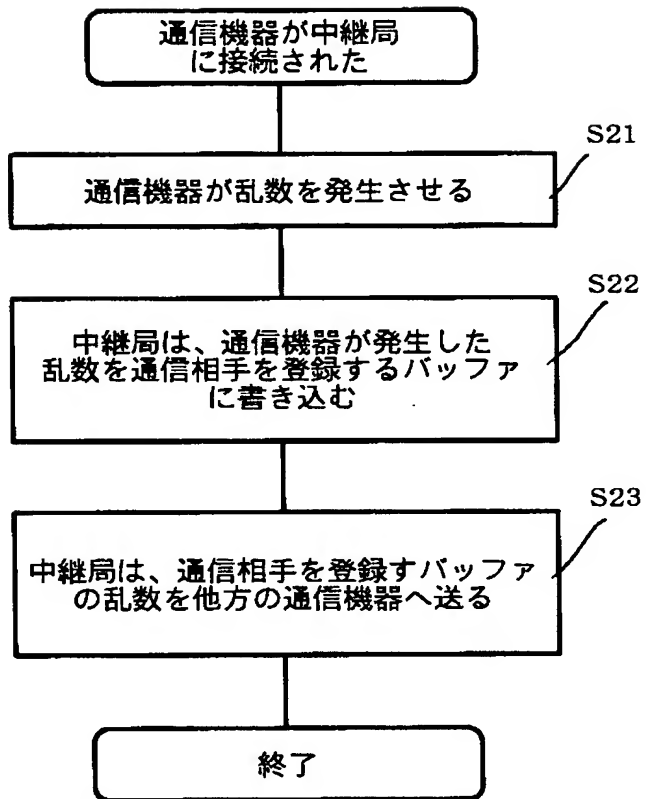 通信機器が中継局
に接続された
S21
通信機器が乱数を発生させる
S22
中継局は、通信機器が発生した
乱数を通信相手を登録するバッファ
に書き込む
S23
中継局は、通信相手を登録すバッファ
の乱数を他方の通信機器へ送る
終了